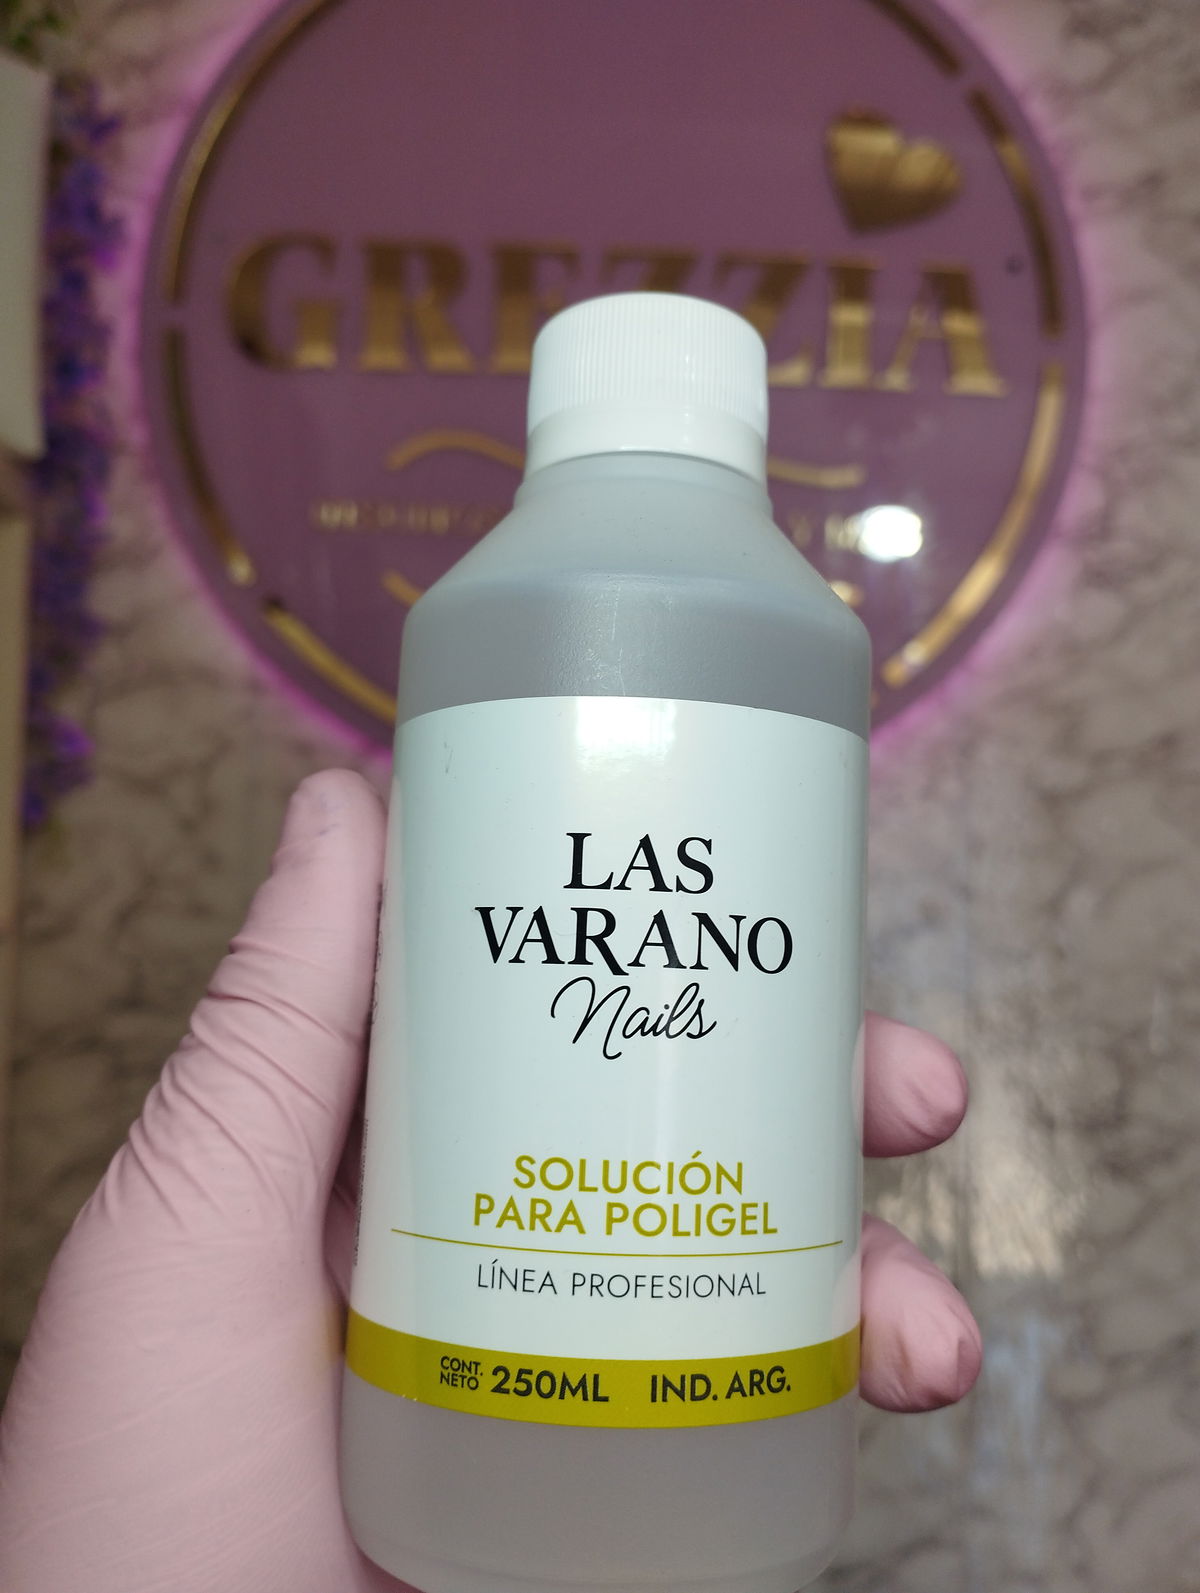 GREZZIA
LAS
VARANO
Nails
SOLUCIÓN
PARA POLIGEL
LÍNEA PROFESIONAL
CONT.
NETO 250ML IND. ARG.